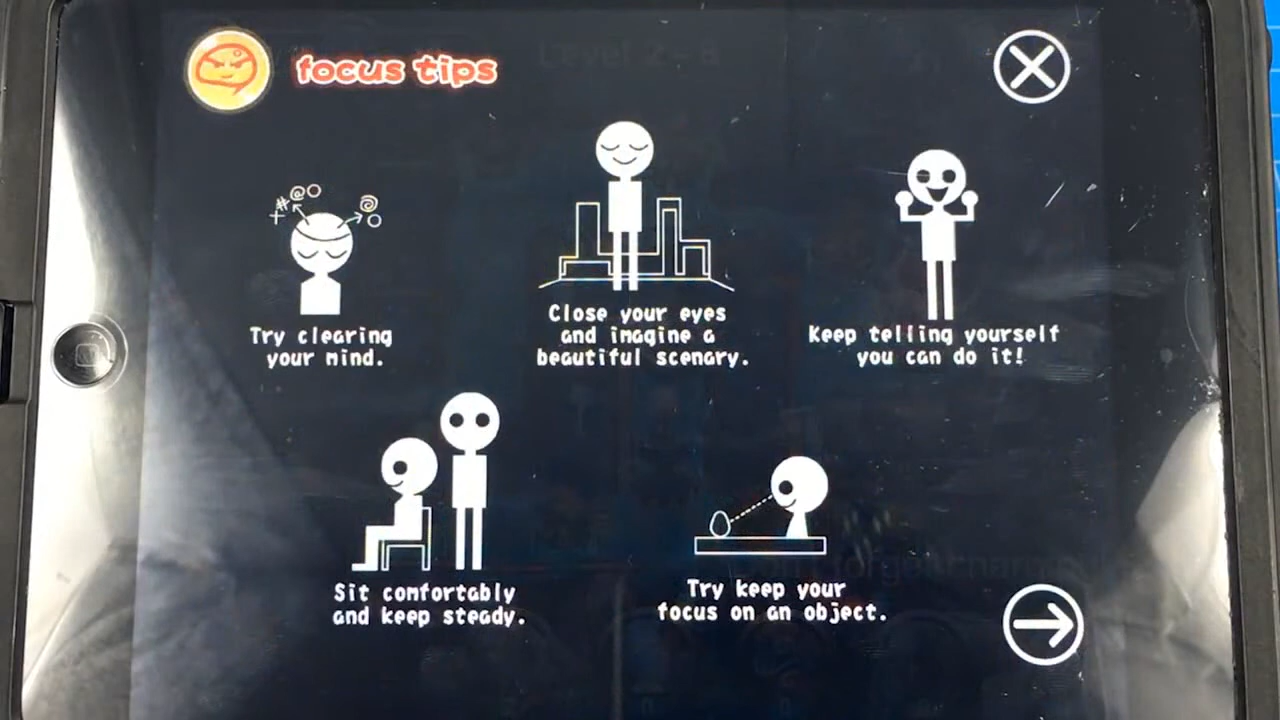 focus tips
Try clearing
your mind.
Close your eyes
and imagine a
beautiful scenary.
Keep telling yourself
you can do it!
Sit comfortably
and keep steady.
Try keep your
focus on an object.